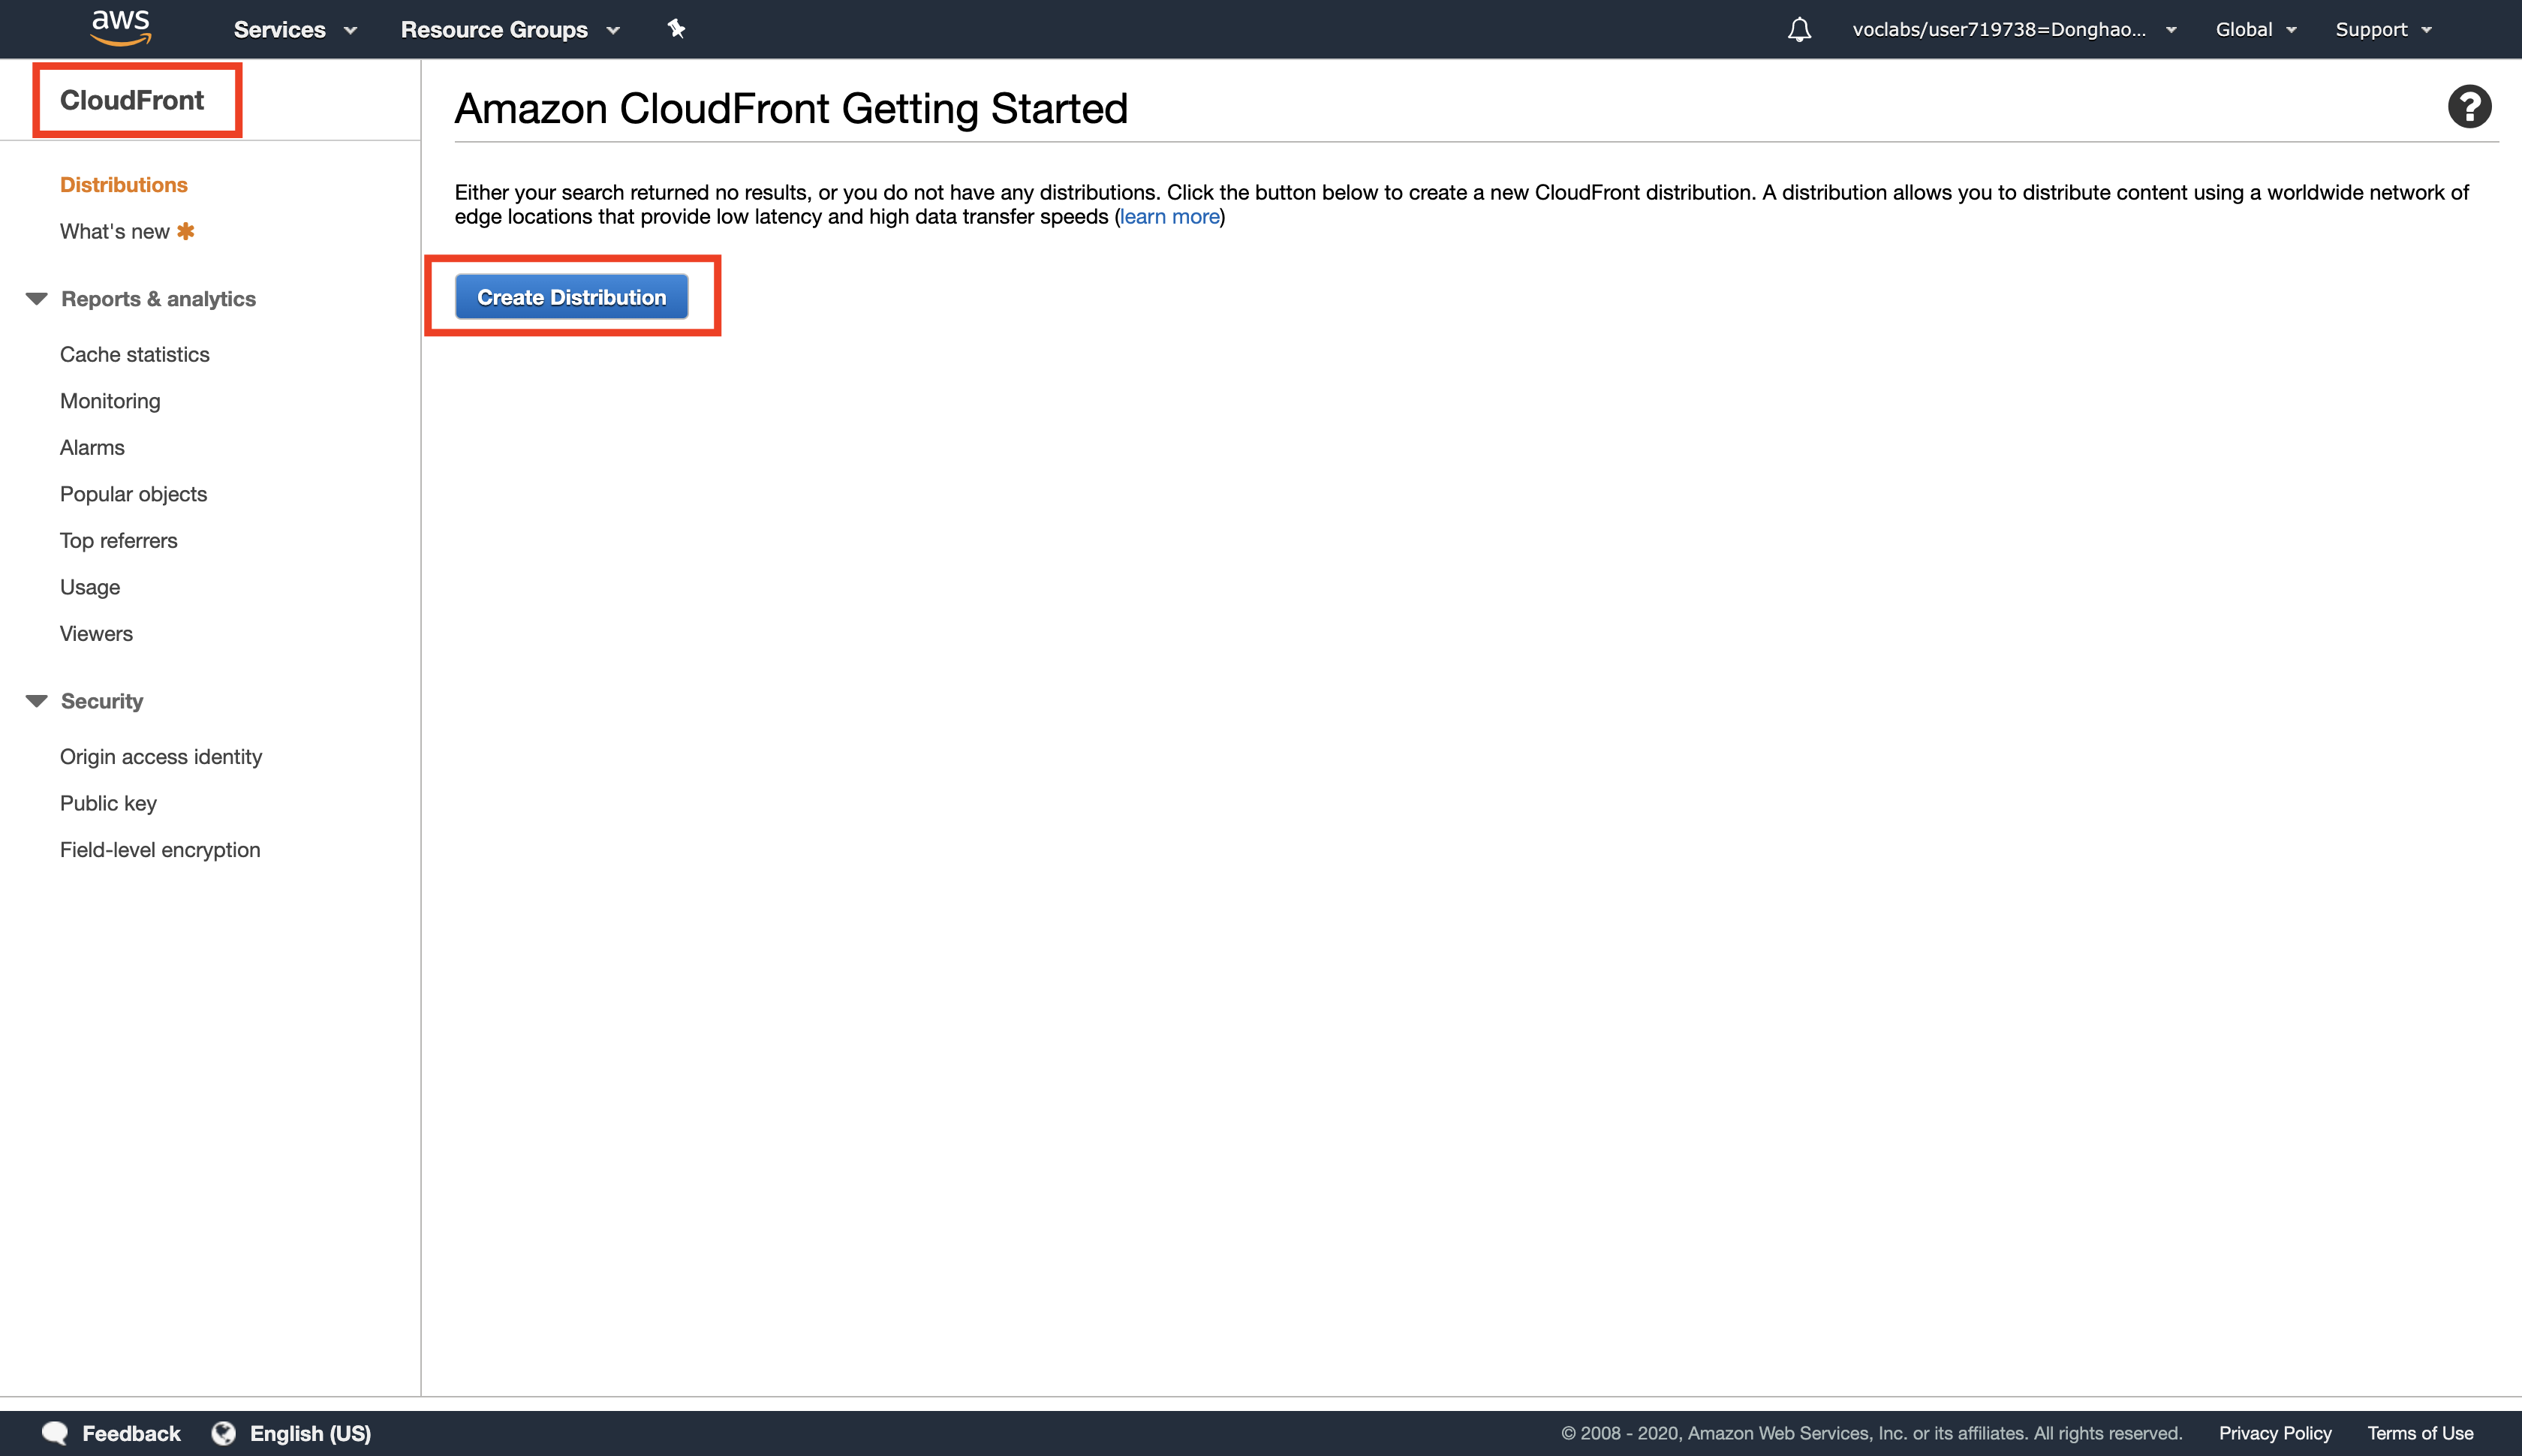 aws Services Resource Groups voclabs/user719738=Donghao... Global Support
CloudFront
Distributions
What's new
Reports & analytics
Cache statistics
Monitoring
Alarms
Popular objects
Top referrers
Usage
Viewers
Security
Origin access identity
Public key
Field-level encryption
Amazon CloudFront Getting Started
?
Either your search returned no results, or you do not have any distributions. Click the button below to create a new CloudFront distribution. A distribution allows you to distribute content using a worldwide network of
edge locations that provide low latency and high data transfer speeds (learn more)
Create Distribution
Feedback English (US) © 2008 - 2020, Amazon Web Services, Inc. or its affiliates. All rights reserved. Privacy Policy Terms of Use